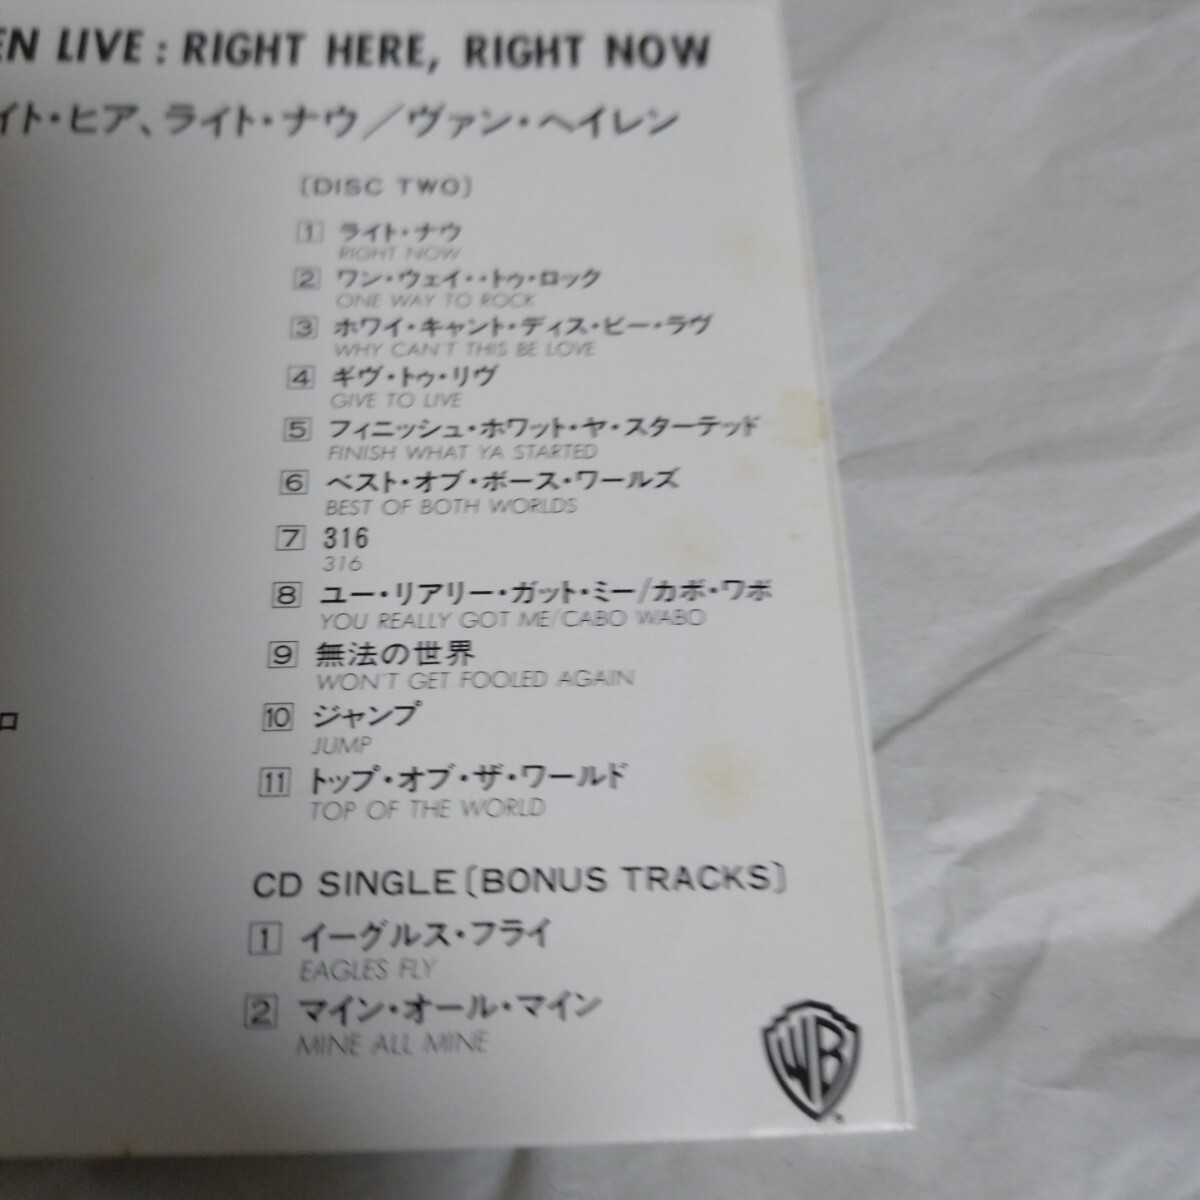 EN LIVE : RIGHT HERE, RIGHT NOW
イト・ヒア、ライト・ナウ／ヴァン・ヘイレン
〔DISC TWO〕
1 ライト・ナウ
RIGHT NOW
2 ワン・ウェイ・・トゥ・ロック
ONE WAY TO ROCK
3 ホワイ・キャント・ディス・ビー・ラヴ
WHY CAN'T THIS BE LOVE
4 ギヴ・トゥ・リヴ
GIVE TO LIVE
5 フィニッシュ・ホワット・ヤ・スターテッド
FINISH WHAT YA STARTED
6 ベスト・オブ・ボース・ワールズ
BEST OF BOTH WORLDS
7 316
316
8 ユー・リアリー・ガット・ミー/カボ・ワボ
YOU REALLY GOT ME/CABO WABO
9 無法の世界
WON'T GET FOOLED AGAIN
ロ
10 ジャンプ
JUMP
11 トップ・オブ・ザ・ワールド
TOP OF THE WORLD
CD SINGLE〔BONUS TRACKS〕
1 イーグルス・フライ
EAGLES FLY
2 マイン・オール・マイン
MINE ALL MINE
WB